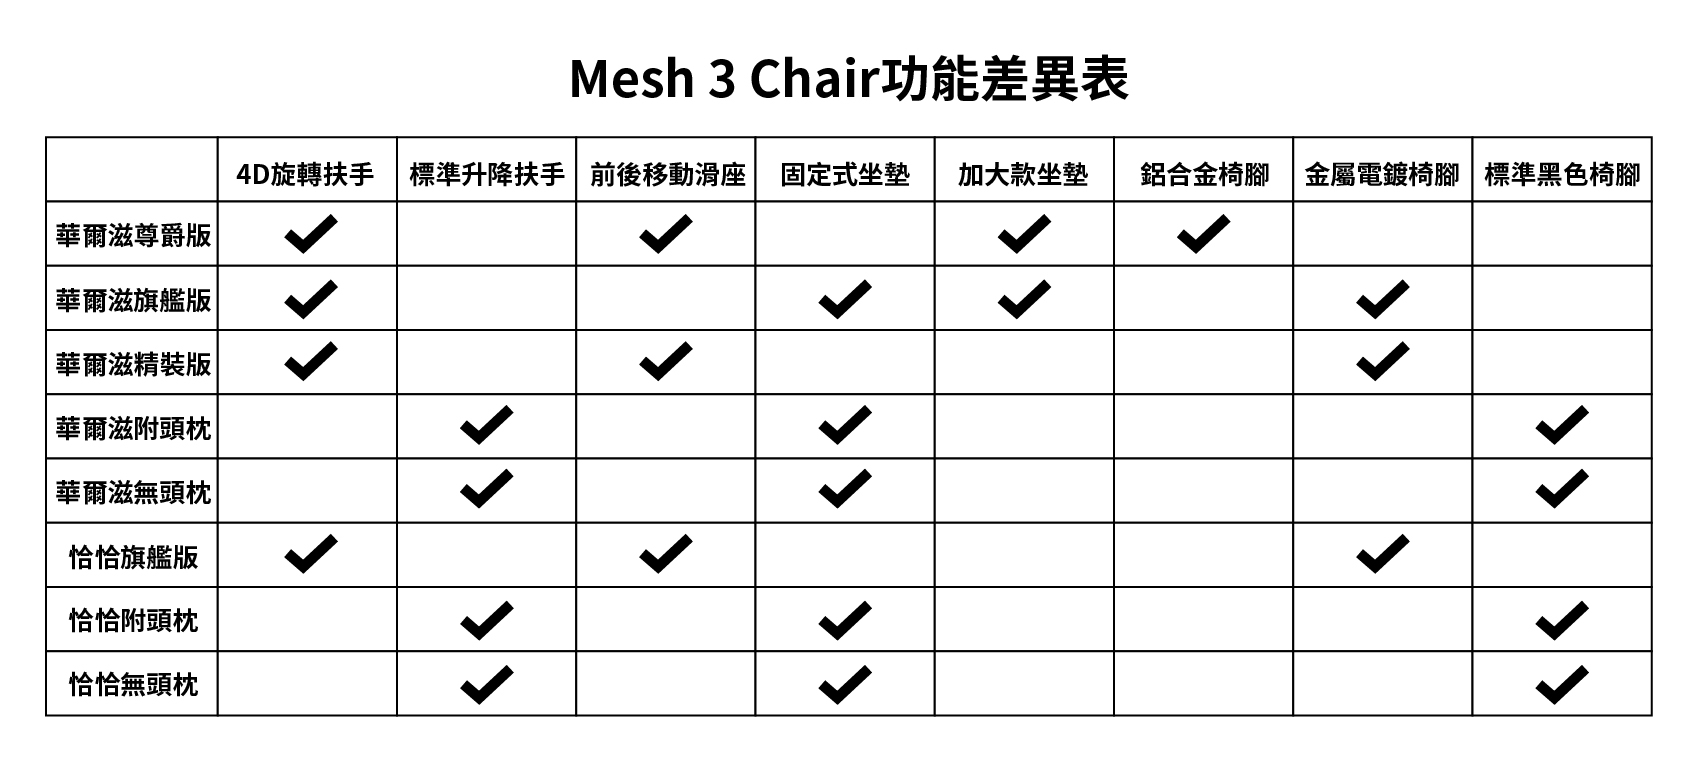 Mesh 3 Chair功能差異表
4D旋轉扶手 標準升降扶手 前後移動滑座 固定式坐墊 加大款坐墊 鋁合金椅腳 金屬電鍍椅腳 標準黑色椅腳
華爾滋尊爵版 ✓ ✓ ✓ ✓
華爾滋旗艦版 ✓ ✓ ✓ ✓
華爾滋精裝版 ✓ ✓ ✓
華爾滋附頭枕 ✓ ✓ ✓
華爾滋無頭枕 ✓ ✓ ✓
恰恰旗艦版 ✓ ✓ ✓
恰恰附頭枕 ✓ ✓ ✓
恰恰無頭枕 ✓ ✓ ✓